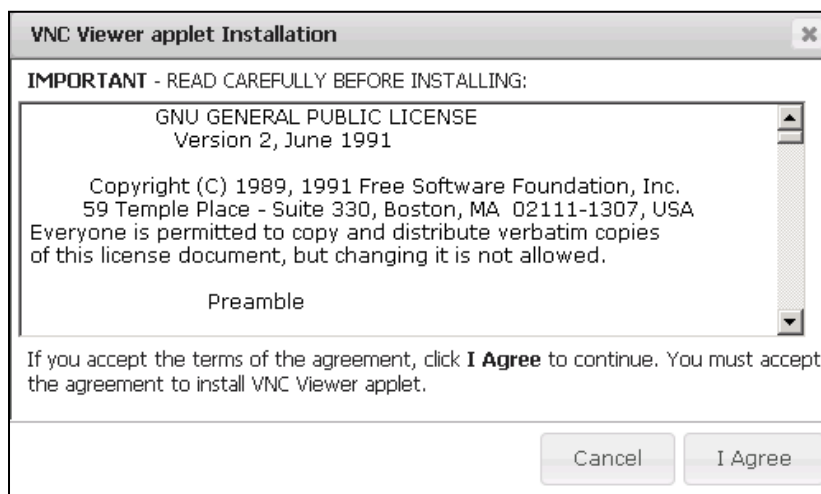 VNC Viewer applet Installation
IMPORTANT - READ CAREFULLY BEFORE INSTALLING:
GNU GENERAL PUBLIC LICENSE
Version 2, June 1991
Copyright (C) 1989, 1991 Free Software Foundation, Inc.
59 Temple Place - Suite 330, Boston, MA 02111-1307, USA
Everyone is permitted to copy and distribute verbatim copies
of this license document, but changing it is not allowed.
Preamble
If you accept the terms of the agreement, click I Agree to continue. You must accept
the agreement to install VNC Viewer applet.
Cancel I Agree